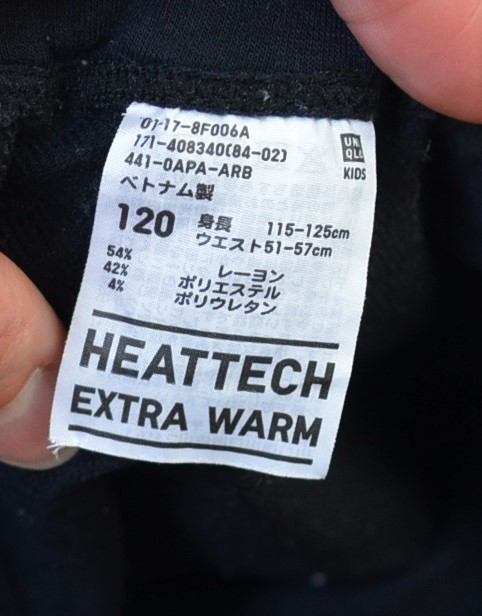 01-17-8F006A
171-408340(84-02)
441-0APA-ARB
UNI
QLO
KIDS
ベトナム製
120
身長 115-125cm
ウエスト51-57cm
54% レーヨン
42% ポリエステル
4% ポリウレタン
HEATTECH
EXTRA WARM